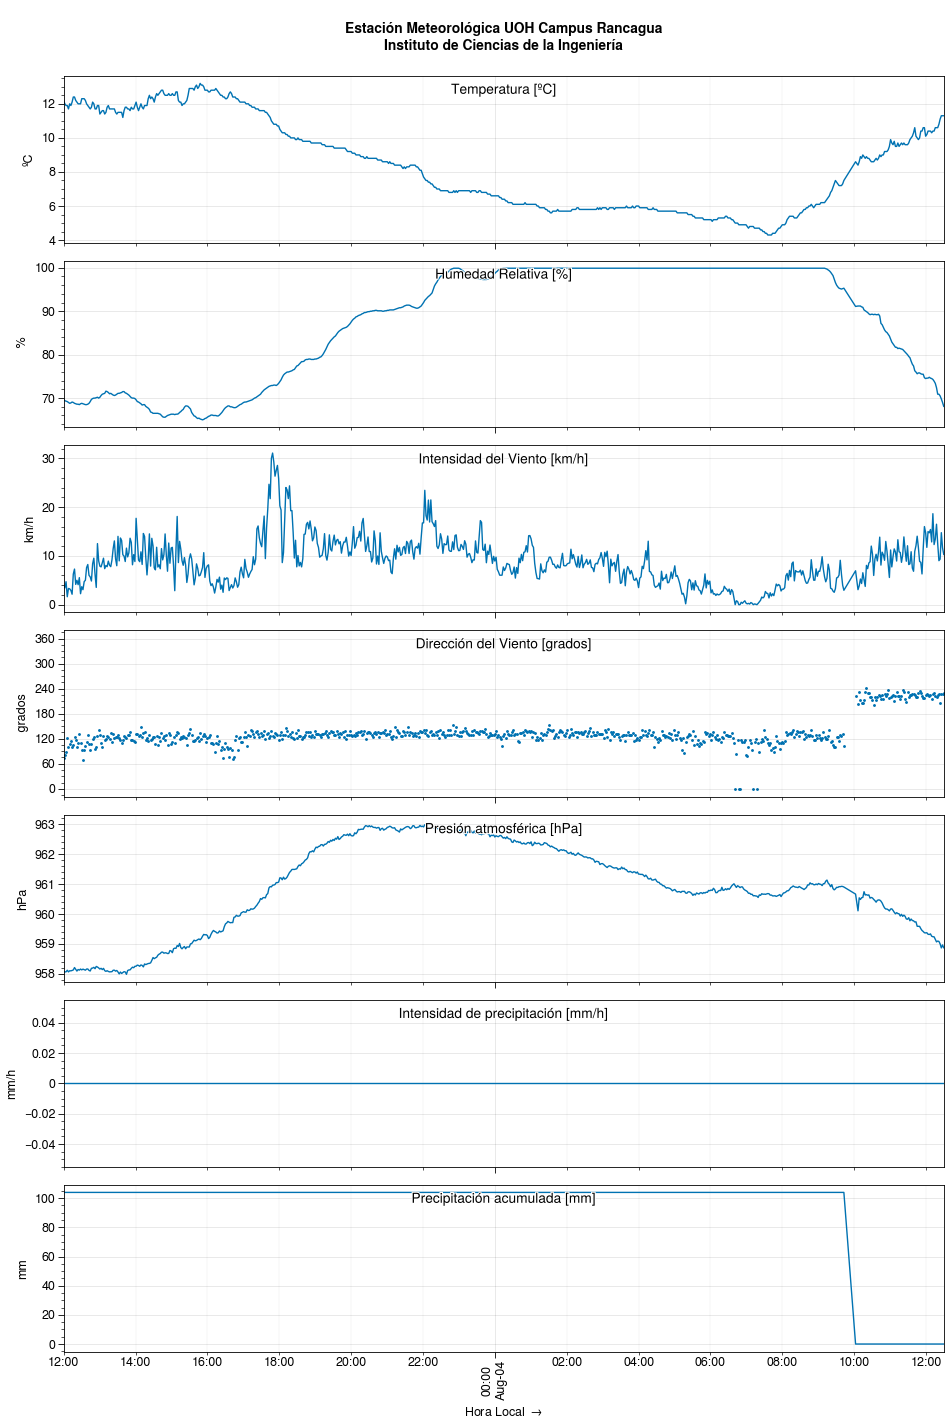 Estación Meteorológica UOH Campus Rancagua
Instituto de Ciencias de la Ingeniería
Temperatura [ºC]
12
10
8
6
4
ºC
Humedad Relativa [%]
100
90
80
70
%
Intensidad del Viento [km/h]
30
20
10
0
km/h
Dirección del Viento [grados]
360
300
240
180
120
60
0
grados
Presión atmosférica [hPa]
963
962
961
960
959
958
hPa
Intensidad de precipitación [mm/h]
0.04
0.02
0
−0.02
−0.04
mm/h
Precipitación acumulada [mm]
100
80
60
40
20
0
mm
12:00 14:00 16:00 18:00 20:00 22:00 00:00 02:00 04:00 06:00 08:00 10:00 12:00
Aug-04
Hora Local →